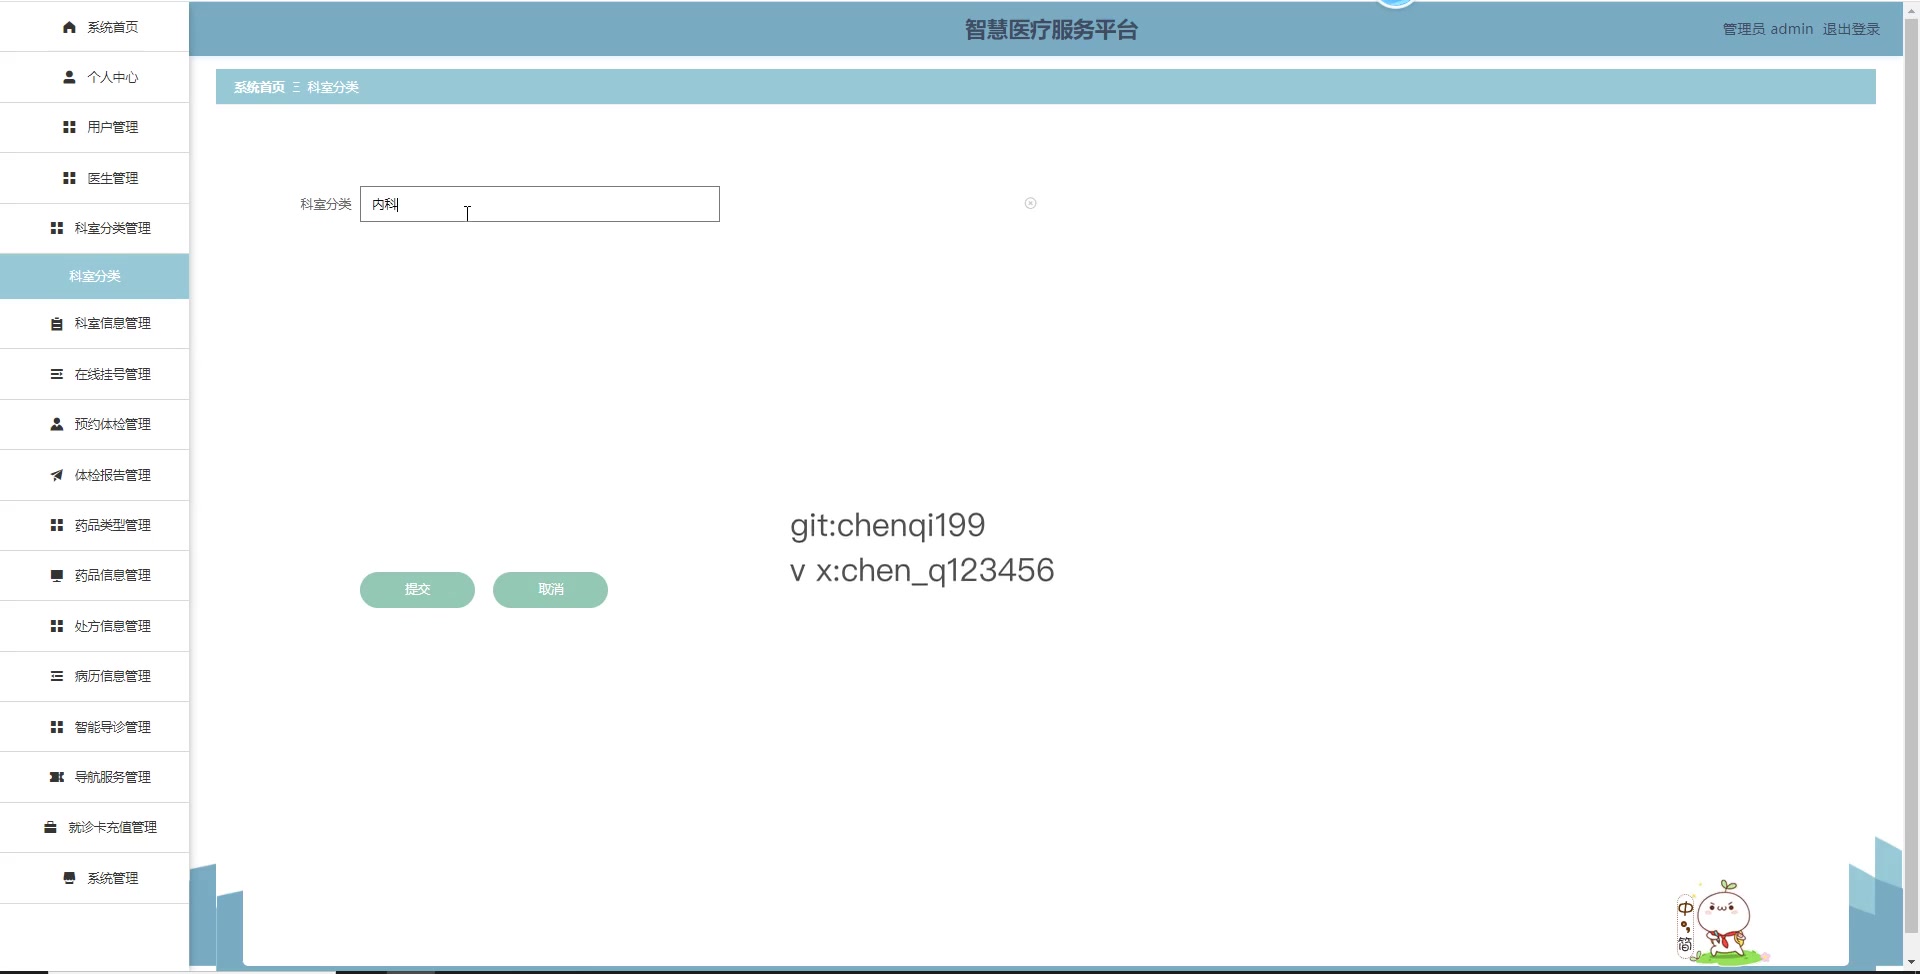 系统首页
个人中心
用户管理
医生管理
科室分类管理
科室分类
科室信息管理
在线挂号管理
预约体检管理
体检报告管理
药品类型管理
药品信息管理
处方信息管理
病历信息管理
智能导诊管理
导航服务管理
就诊卡充值管理
系统管理
智慧医疗服务平台
管理员 admin 退出登录
系统首页 Ξ 科室分类
科室分类 内科
git:chenqi199
v x:chen_q123456
提交 取消
中
简